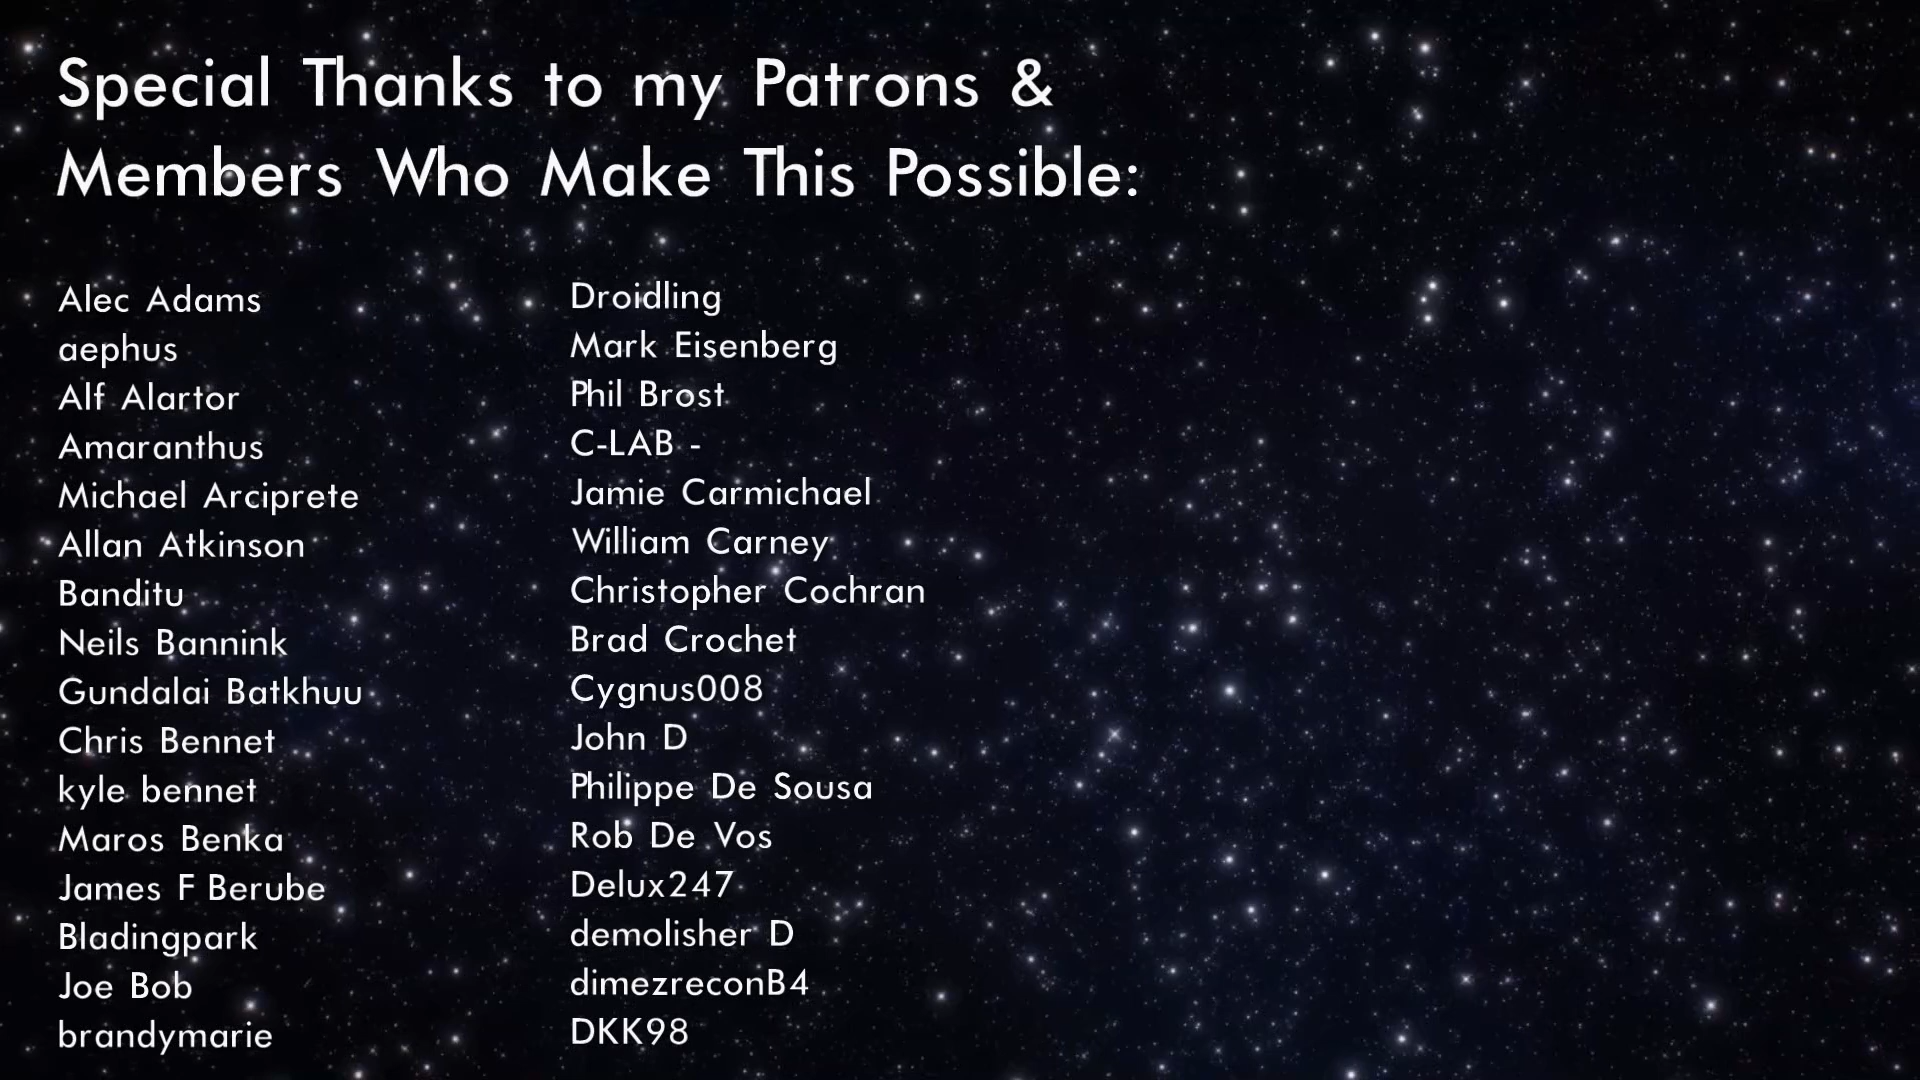 Special Thanks to my Patrons &
Members Who Make This Possible:
Alec Adams
aephus
Alf Alartor
Amaranthus
Michael Arciprete
Allan Atkinson
Banditu
Neils Bannink
Gundalai Batkhuu
Chris Bennet
kyle bennet
Maros Benka
James F Berube
Bladingpark
Joe Bob
brandymarie
Droidling
Mark Eisenberg
Phil Brost
C-LAB -
Jamie Carmichael
William Carney
Christopher Cochran
Brad Crochet
Cygnus008
John D
Philippe De Sousa
Rob De Vos
Delux247
demolisher D
dimezreconB4
DKK98